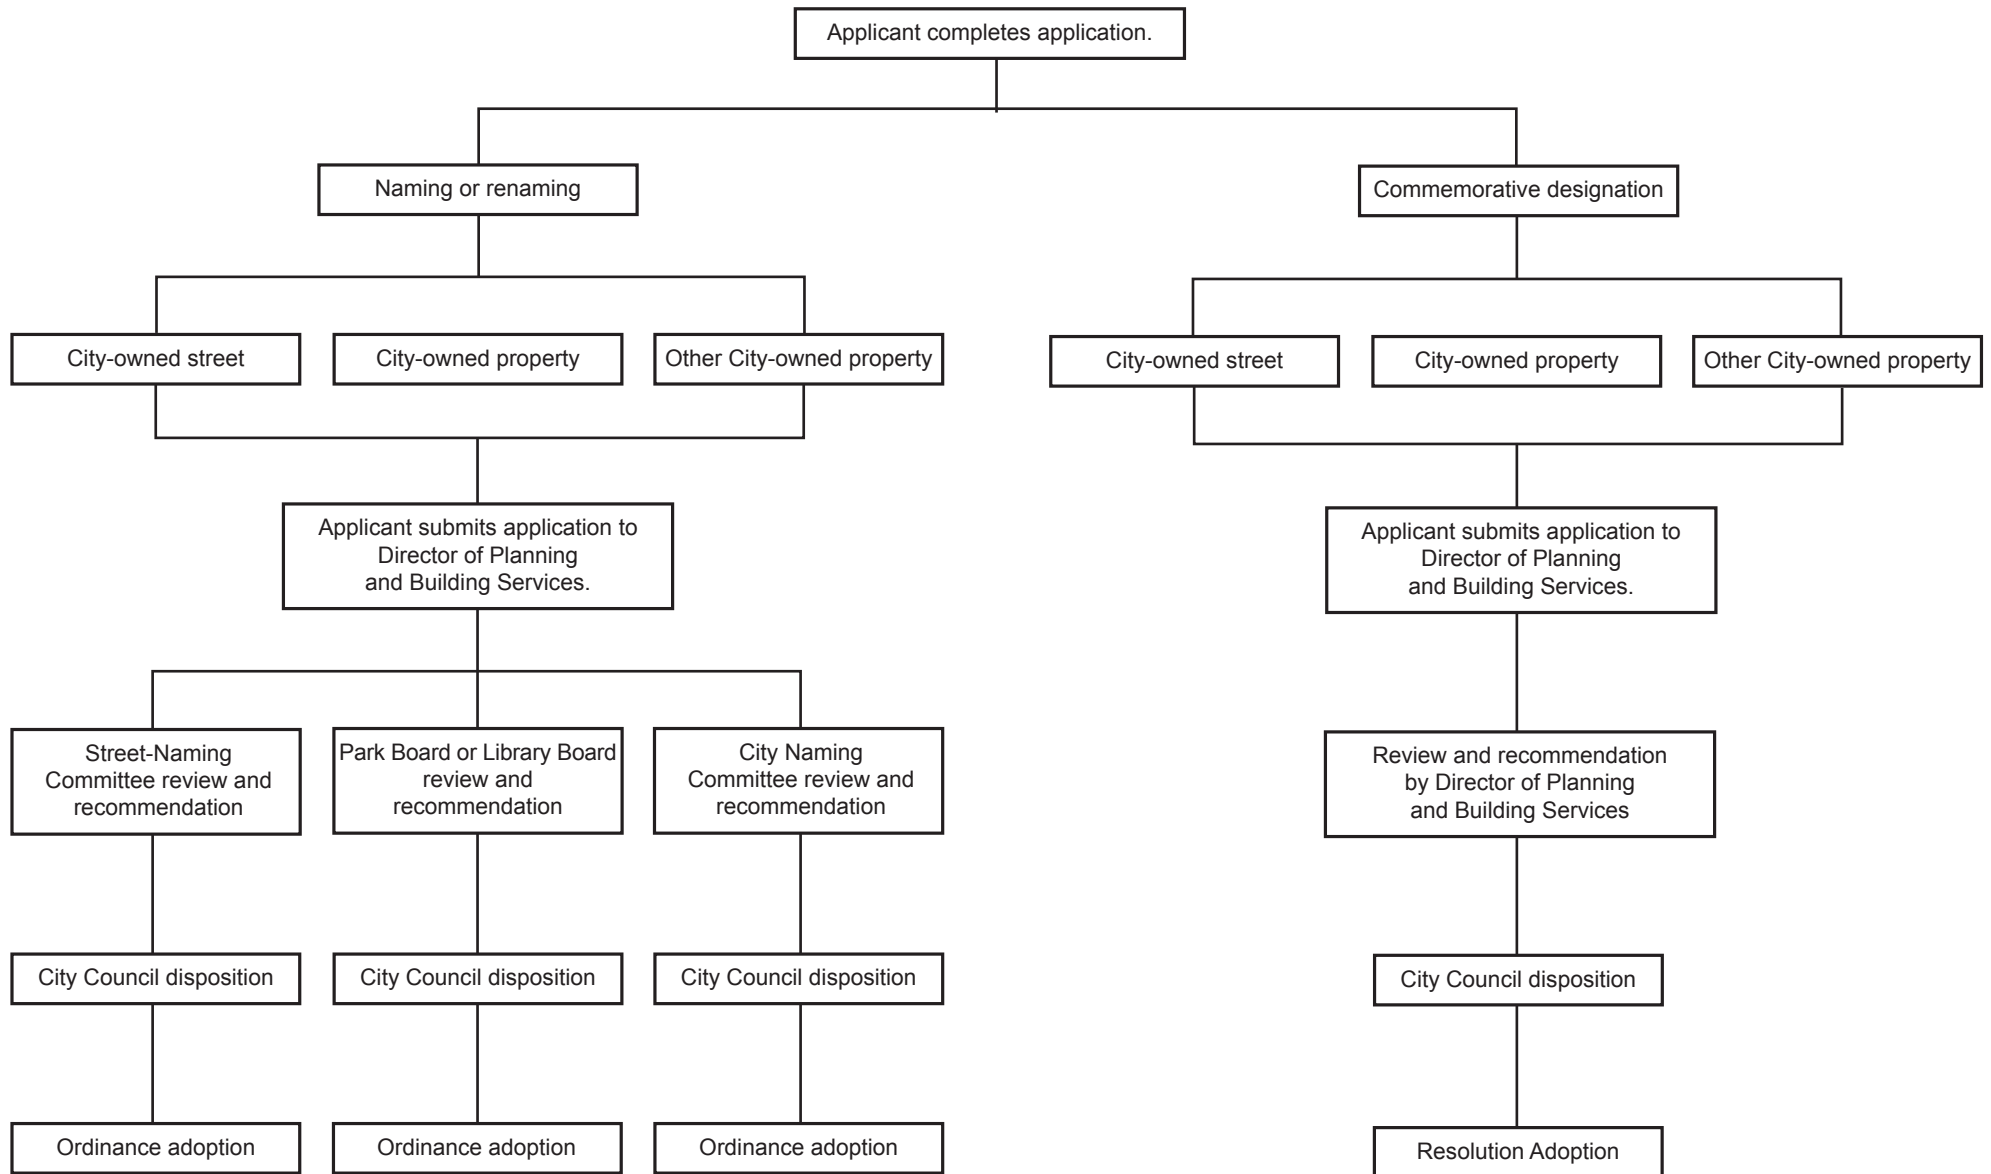 Applicant completes application.
Naming or renaming
Commemorative designation
City-owned street
City-owned property
Other City-owned property
City-owned street
City-owned property
Other City-owned property
Applicant submits application to
Director of Planning
and Building Services.
Applicant submits application to
Director of Planning
and Building Services.
Street-Naming
Committee review and
recommendation
Park Board or Library Board
review and
recommendation
City Naming
Committee review and
recommendation
Review and recommendation
by Director of Planning
and Building Services
City Council disposition
City Council disposition
City Council disposition
City Council disposition
Ordinance adoption
Ordinance adoption
Ordinance adoption
Resolution Adoption